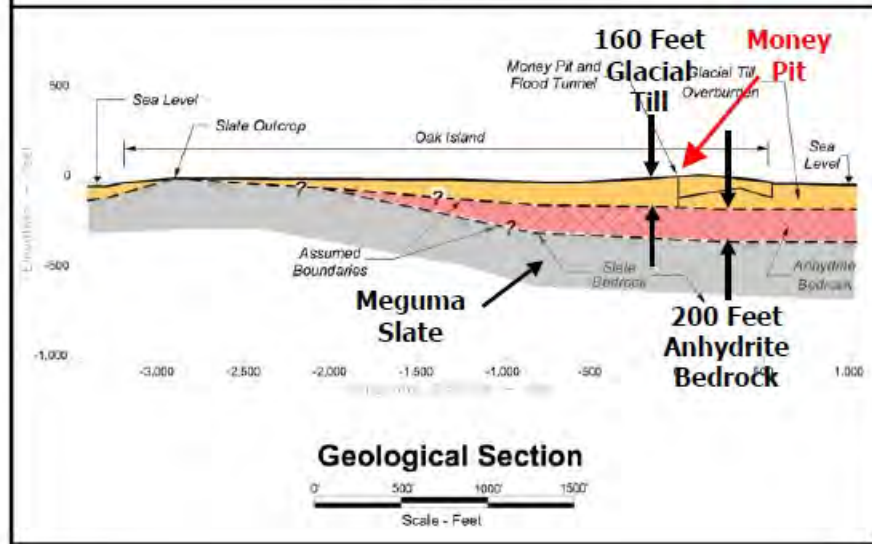 160 Feet
Glacial
Till
Money
Pit
Money Pit and
Flood Tunnel
Glacial Till
Overburden
500
Sea Level
Slate Outcrop
Oak Island
Sea
Level
0
?
?
?
Assumed
Boundaries
Slate
Bedrock
Anhydrite
Bedrock
-500
Meguma
Slate
200 Feet
Anhydrite
Bedrock
-1,000
-3,000
-2,500
-2,000
-1,500
-1,000
-500
500
1,000
Geological Section
0'
500'
1000'
1500'
Scale - Feet